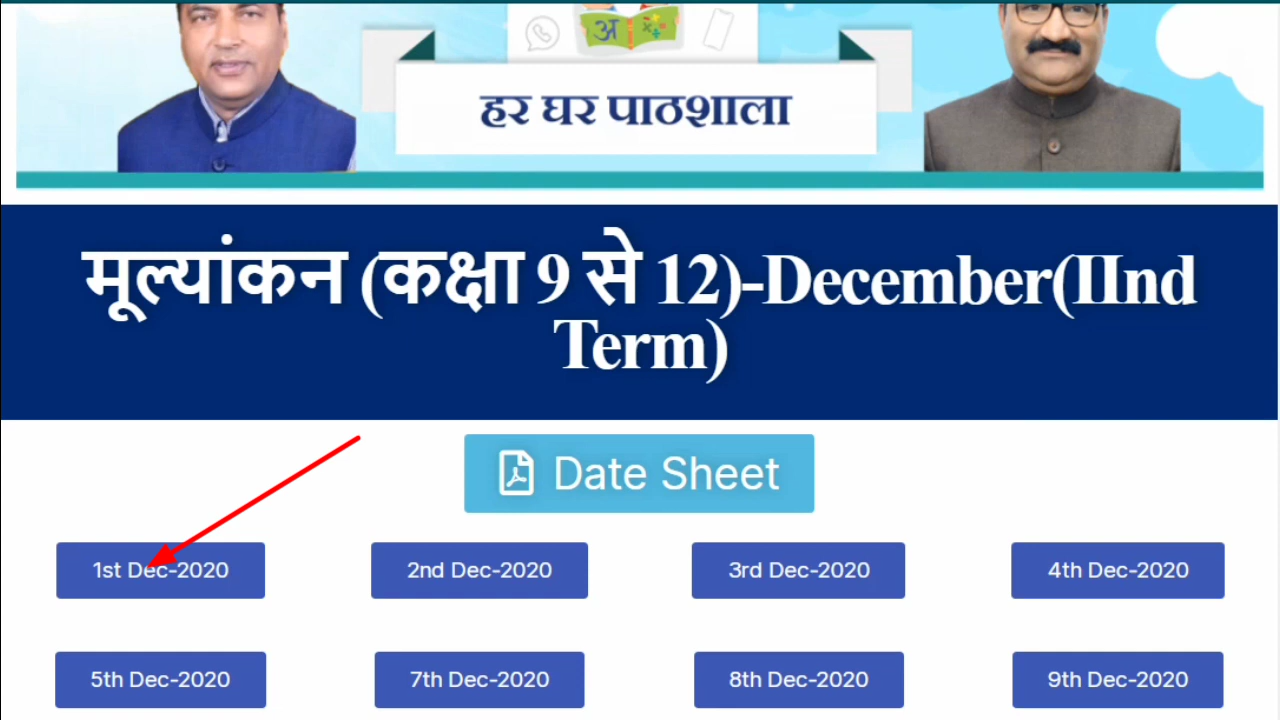 अ
हर घर पाठशाला
मूल्यांकन (कक्षा 9 से 12)-December(IInd
Term)
Date Sheet
1st Dec-2020 2nd Dec-2020 3rd Dec-2020 4th Dec-2020
5th Dec-2020 7th Dec-2020 8th Dec-2020 9th Dec-2020